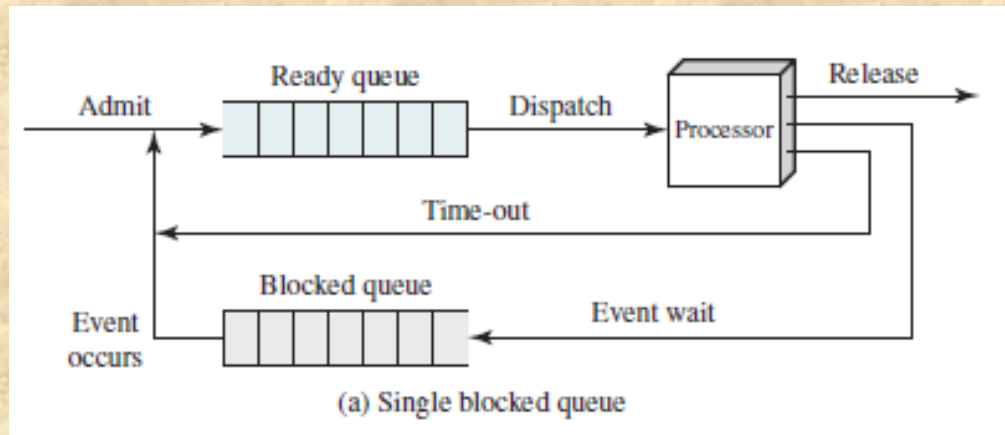 Ready queue
Release
Admit
Dispatch
Processor
Time-out
Blocked queue
Event wait
Event
occurs
(a) Single blocked queue